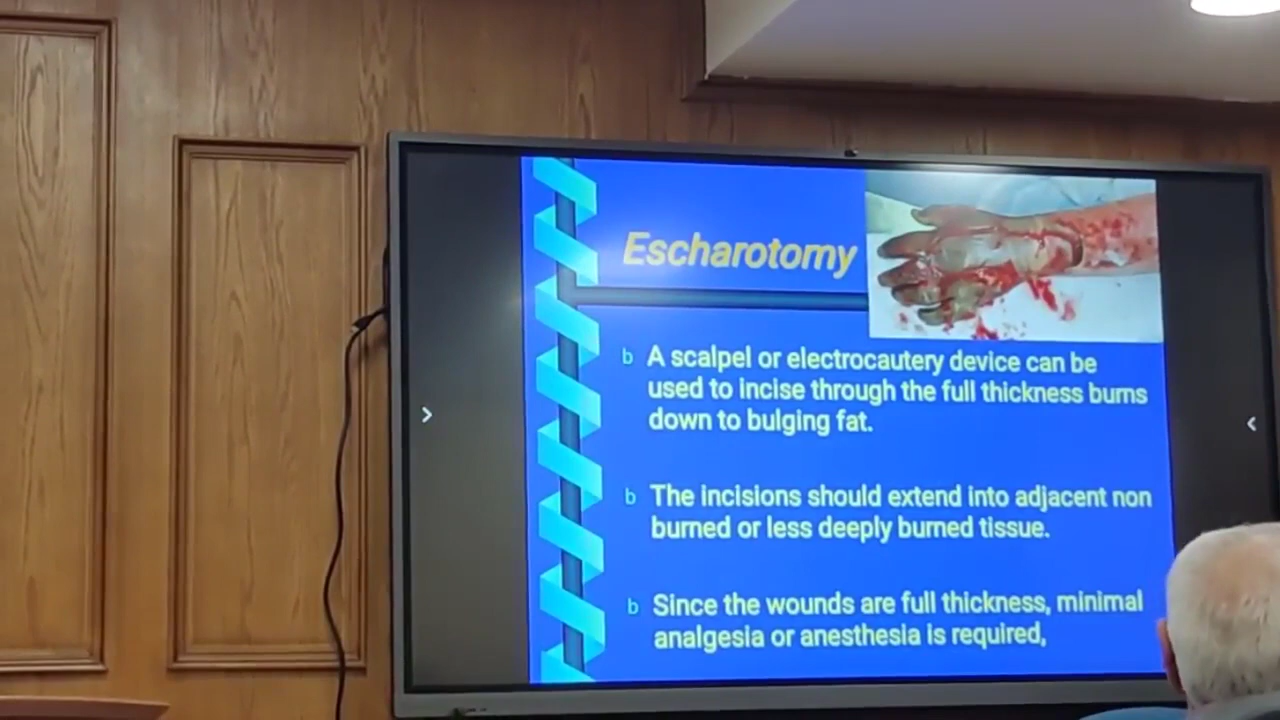 Escharotomy
b A scalpel or electrocautery device can be
used to incise through the full thickness burns
down to bulging fat.
b The incisions should extend into adjacent non
burned or less deeply burned tissue.
b Since the wounds are full thickness, minimal
analgesia or anesthesia is required,